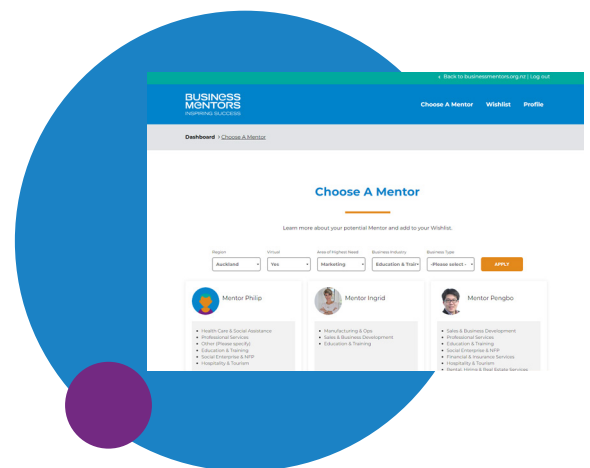 ‹ Back to businessmentors.org.nz | Log out
BUSINESS
MENTORS
INSPIRING SUCCESS
Choose A Mentor Wishlist Profile
Dashboard › Choose A Mentor
Choose A Mentor
Learn more about your potential Mentor and add to your Wishlist.
Region Virtual Area of Highest Need Business Industry Business Type
Auckland Yes Marketing Education & Train -Please select - APPLY
Mentor Philip
• Health Care & Social Assistance
• Professional Services
• Other (Please specify)
• Education & Training
• Social Enterprise & NFP
• Hospitality & Tourism
Mentor Ingrid
• Manufacturing & Ops
• Sales & Business Development
• Education & Training
Mentor Pengbo
• Sales & Business Development
• Professional Services
• Education & Training
• Social Enterprise & NFP
• Financial & Insurance Services
• Rental, Hiring & Real Estate Services